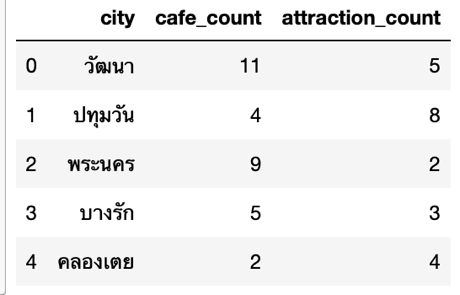 city cafe_count attraction_count
0 วัฒนา 11 5
1 ปทุมวัน 4 8
2 พระนคร 9 2
3 บางรัก 5 3
4 คลองเตย 2 4